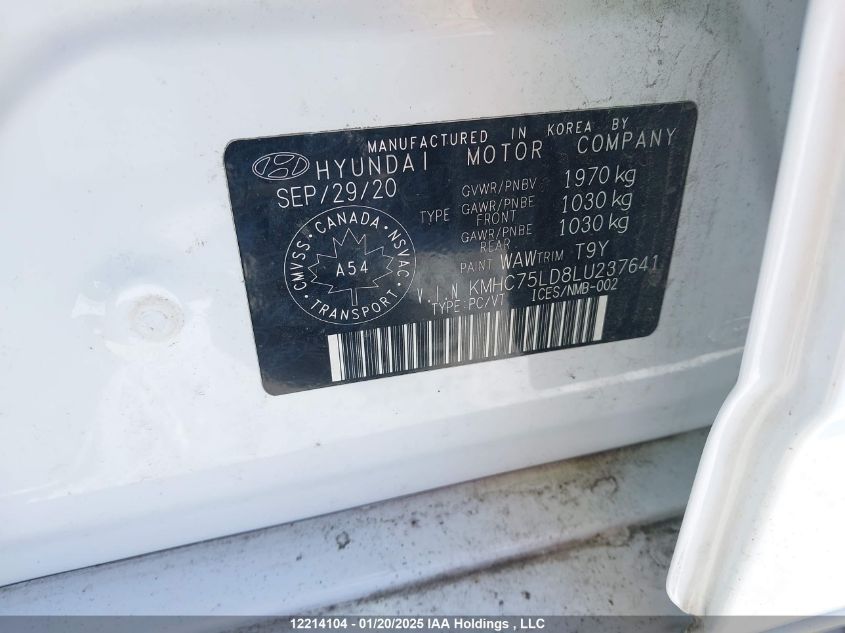 MANUFACTURED IN KOREA BY
HYUNDAI MOTOR COMPANY
SEP/29/20
GVWR/PNBV 1970 kg
TYPE GAWR/PNBE FRONT 1030 kg
GAWR/PNBE REAR 1030 kg
PAINT WAW TRIM T9Y
V.I.N KMHC75LD8LU237641
TYPE:PC/VT ICES/NMB-002
CMVSS • CANADA • NSVAC • TRANSPORT •
A54
12214104 - 01/20/2025 IAA Holdings , LLC